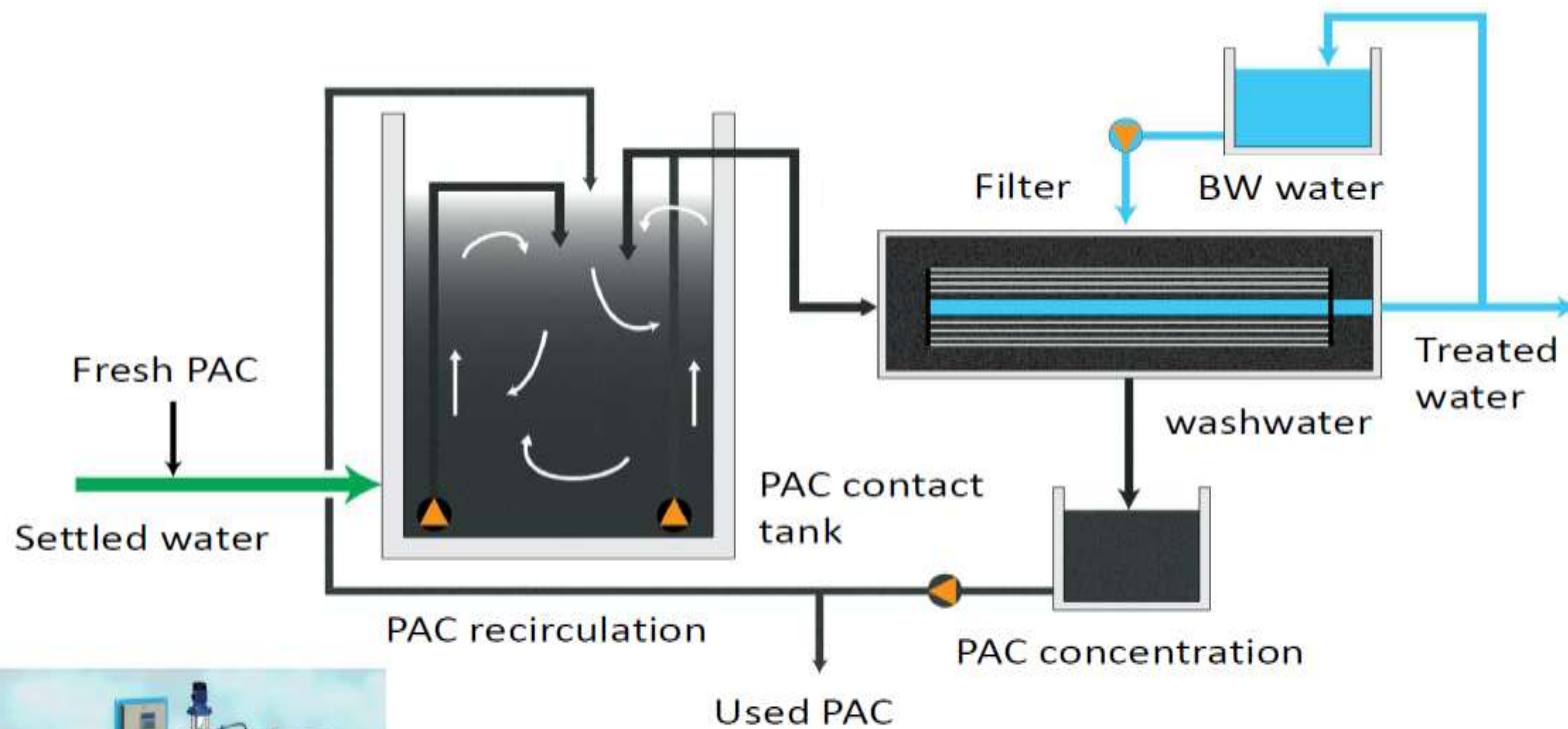 Filter
BW water
Fresh PAC
Treated
water
washwater
Settled water
PAC contact
tank
PAC recirculation
PAC concentration
Used PAC